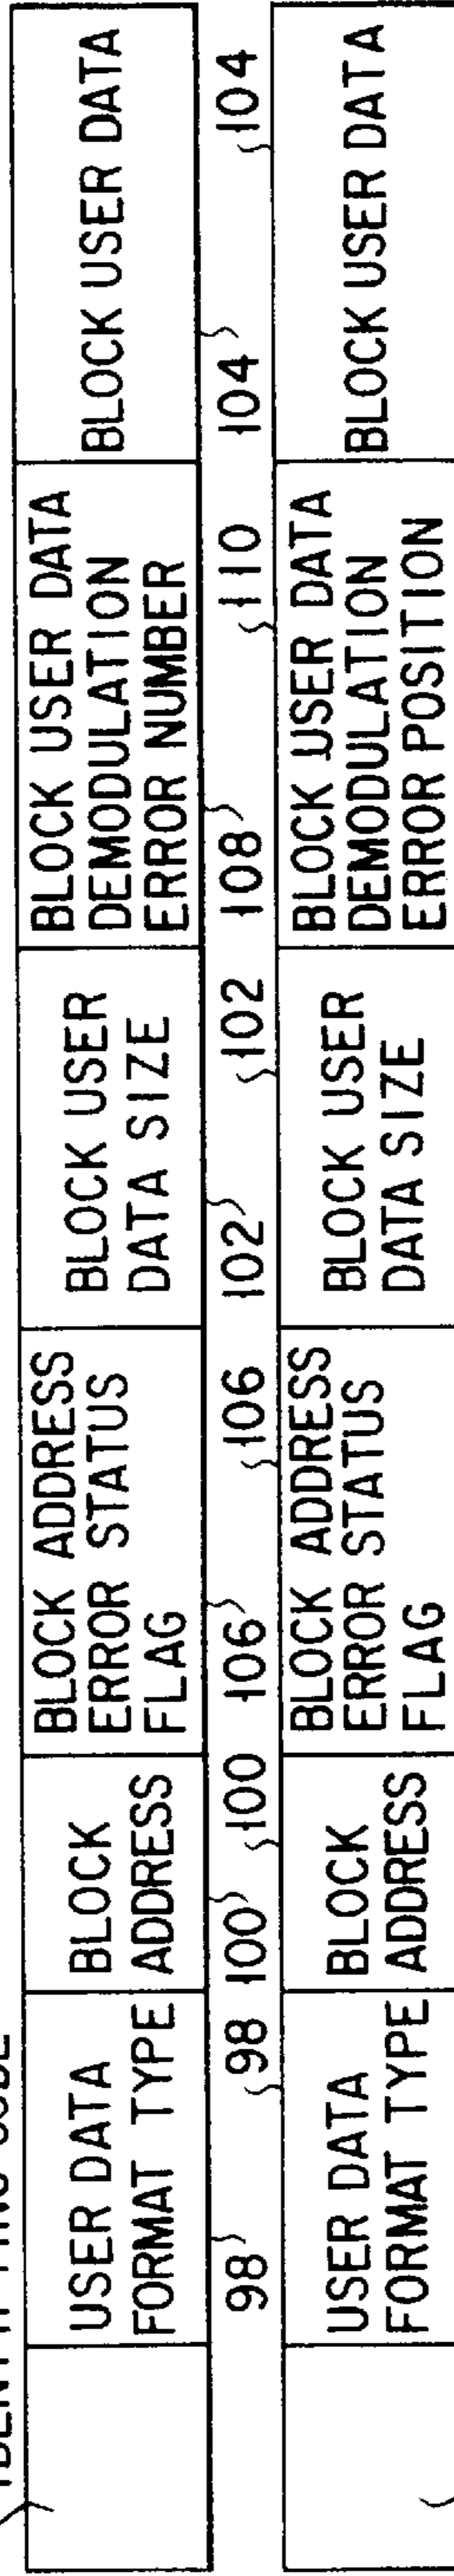 USER DATA
FORMAT TYPE
BLOCK
ADDRESS
BLOCK ADDRESS
ERROR STATUS
FLAG
BLOCK USER
DATA SIZE
BLOCK USER DATA
DEMODULATION
ERROR NUMBER
BLOCK USER DATA
98 98 100 100 106 106 102 102 108 110 104 104
USER DATA
FORMAT TYPE
BLOCK
ADDRESS
BLOCK ADDRESS
ERROR STATUS
FLAG
BLOCK USER
DATA SIZE
BLOCK USER DATA
DEMODULATION
ERROR POSITION
BLOCK USER DATA